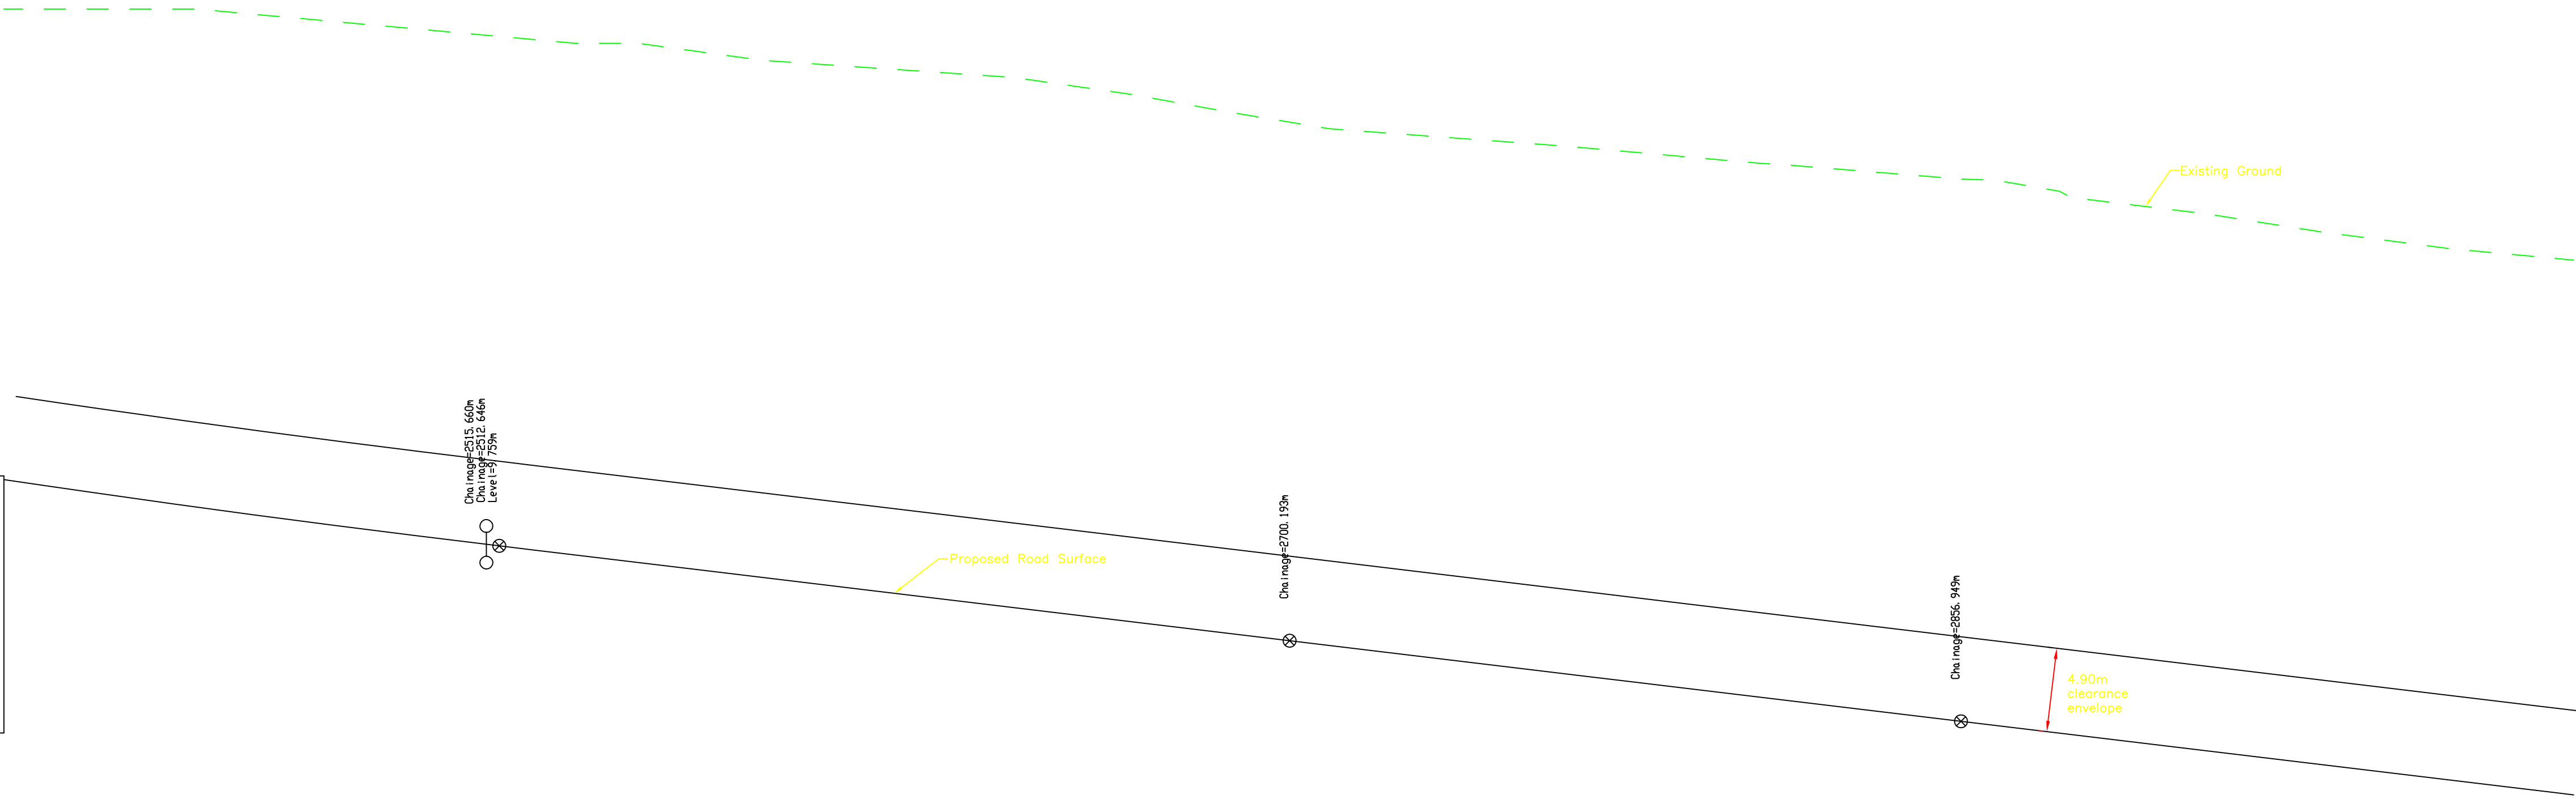 Existing Ground
Chainage=2515.660m
Chainage=2512.646m
Level=9.759m
Chainage=2700.193m
Proposed Road Surface
Chainage=2856.949m
4.90m
clearance
envelope